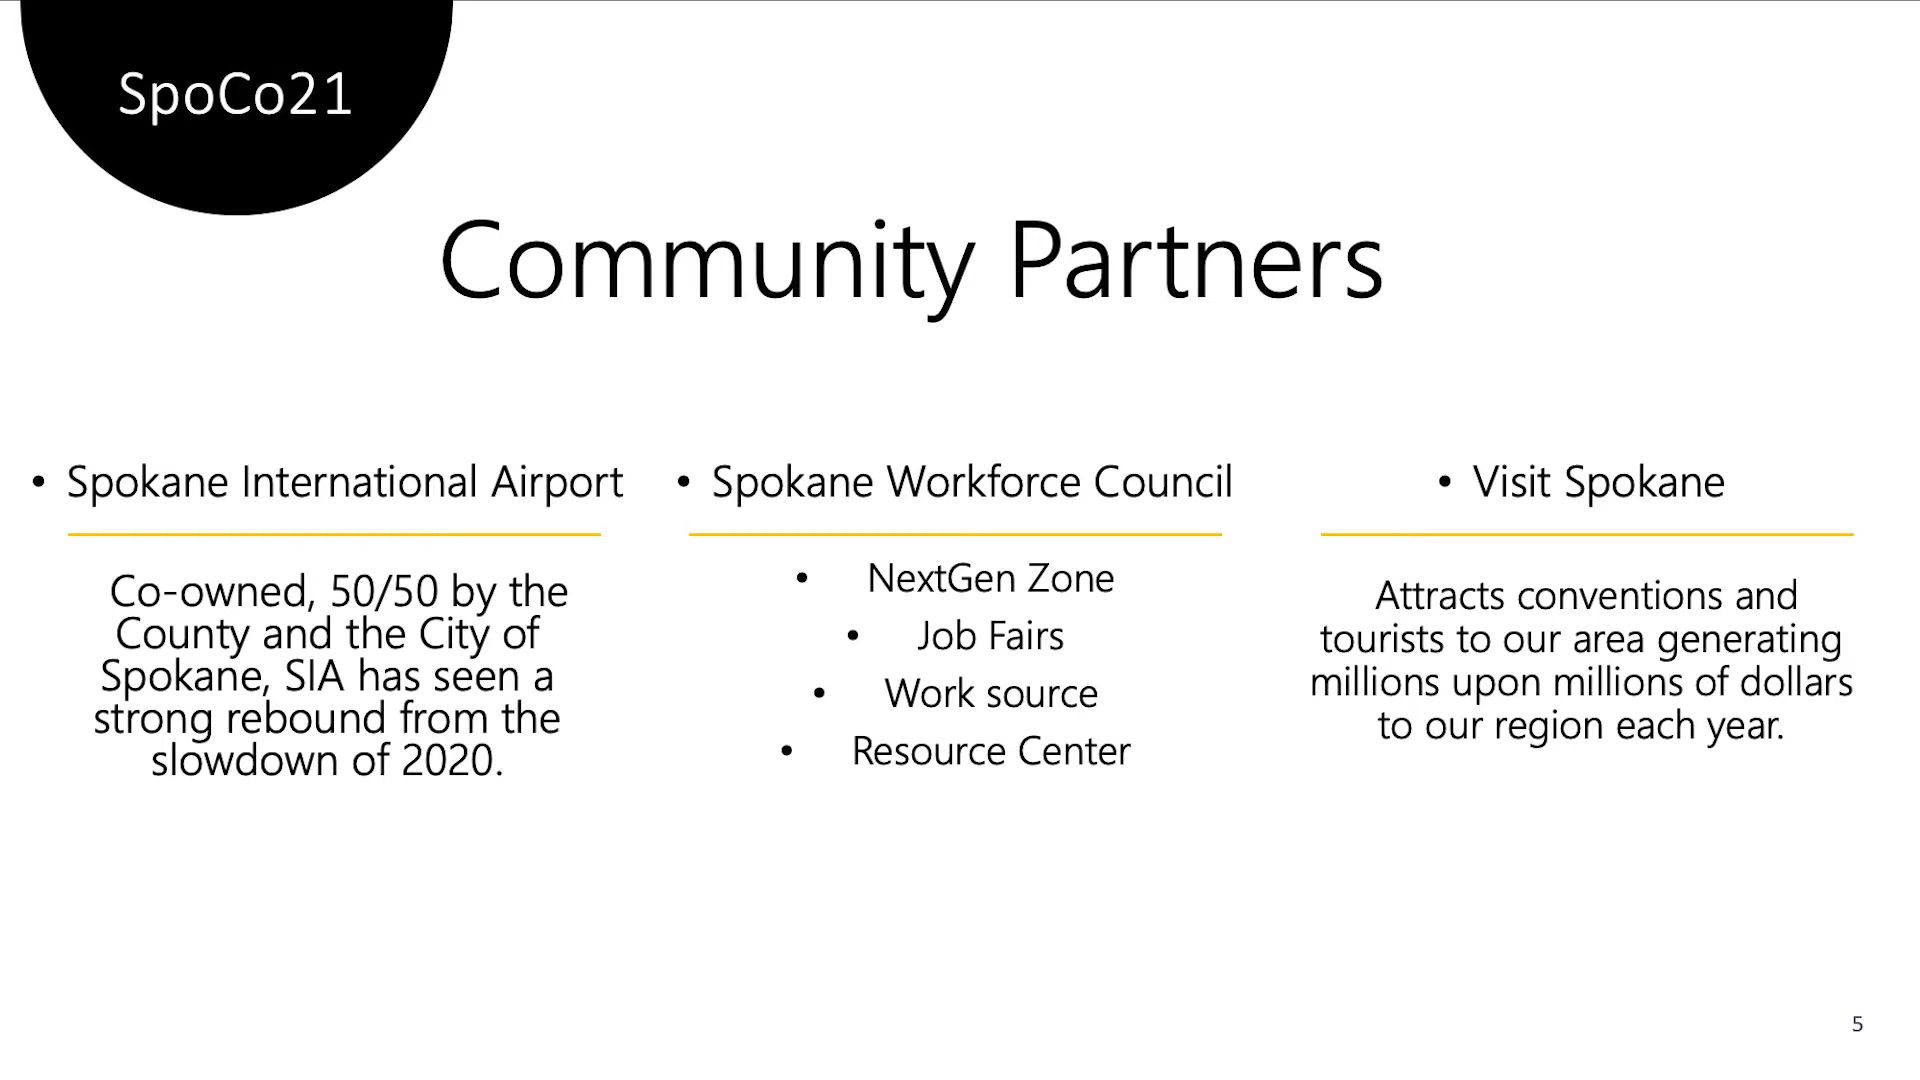 SpoCo21
Community Partners
• Spokane International Airport
Co-owned, 50/50 by the
County and the City of
Spokane, SIA has seen a
strong rebound from the
slowdown of 2020.
• Spokane Workforce Council
• NextGen Zone
• Job Fairs
• Work source
• Resource Center
• Visit Spokane
Attracts conventions and
tourists to our area generating
millions upon millions of dollars
to our region each year.
5